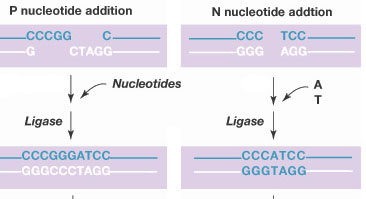 P nucleotide addition
CCCGG C
G CTAGG
Nucleotides
Ligase
CCCGGGATCC
GGGCCCTAGG
N nucleotide addtion
CCC TCC
GGG AGG
A
T
Ligase
CCCATCC
GGGTAGG